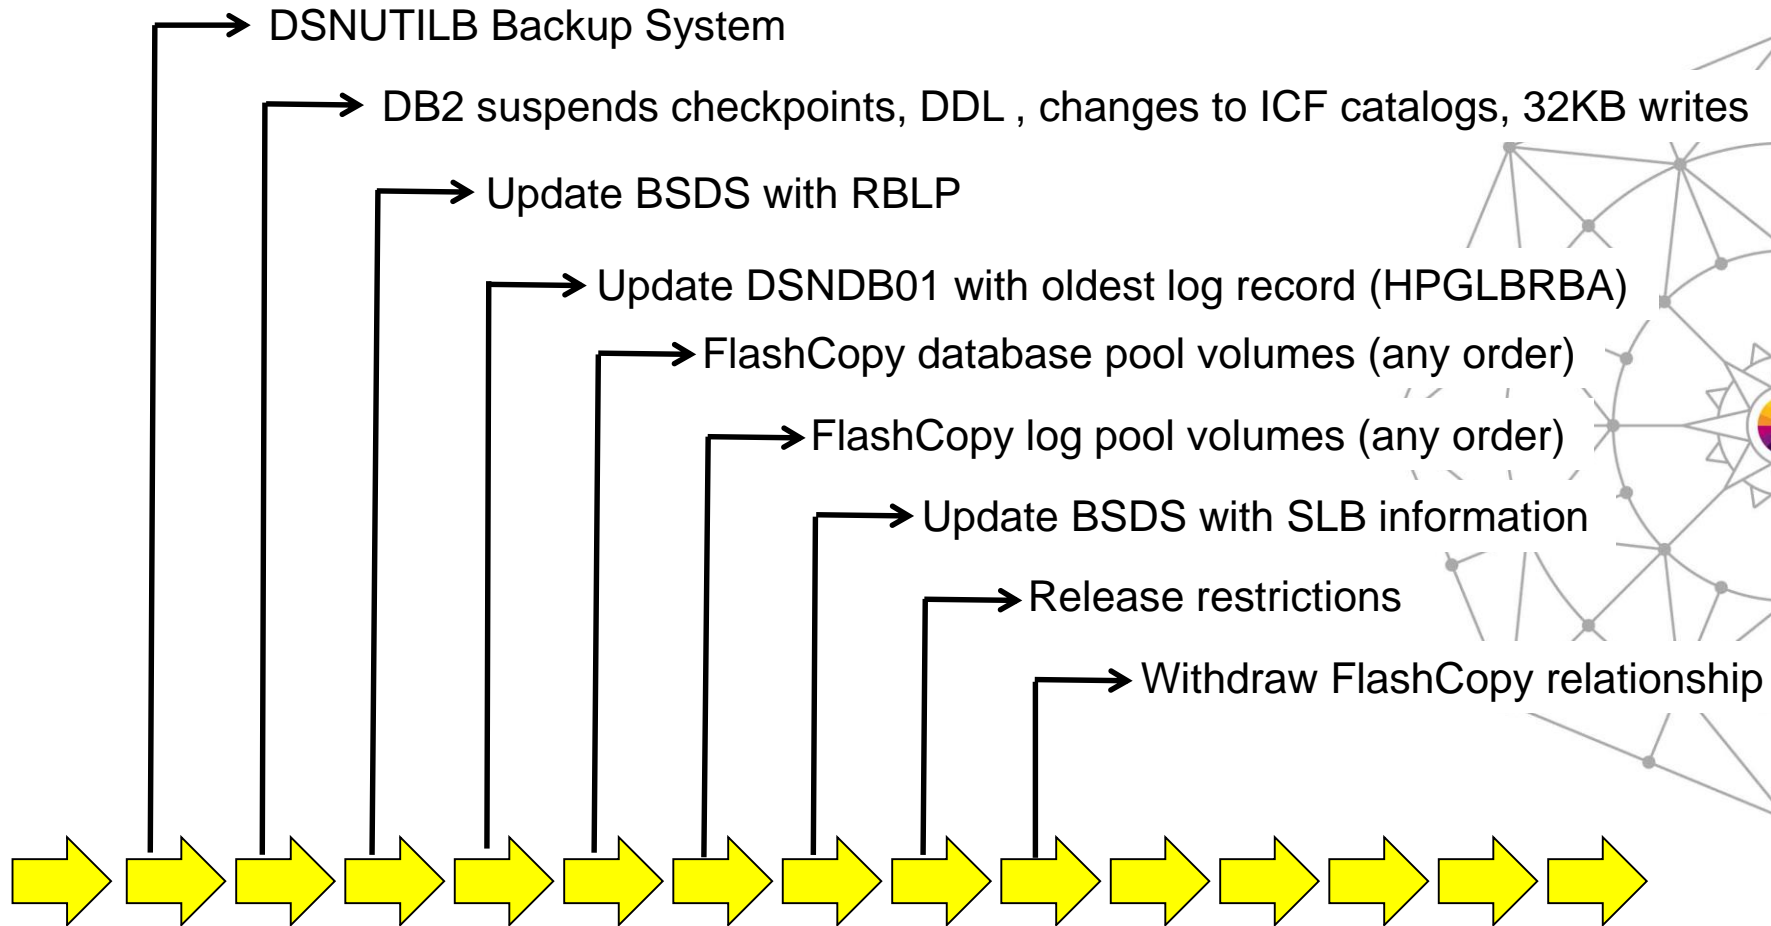 DSNUTILB Backup System
DB2 suspends checkpoints, DDL , changes to ICF catalogs, 32KB writes
Update BSDS with RBLP
Update DSNDB01 with oldest log record (HPGLBRBA)
FlashCopy database pool volumes (any order)
FlashCopy log pool volumes (any order)
Update BSDS with SLB information
Release restrictions
Withdraw FlashCopy relationship